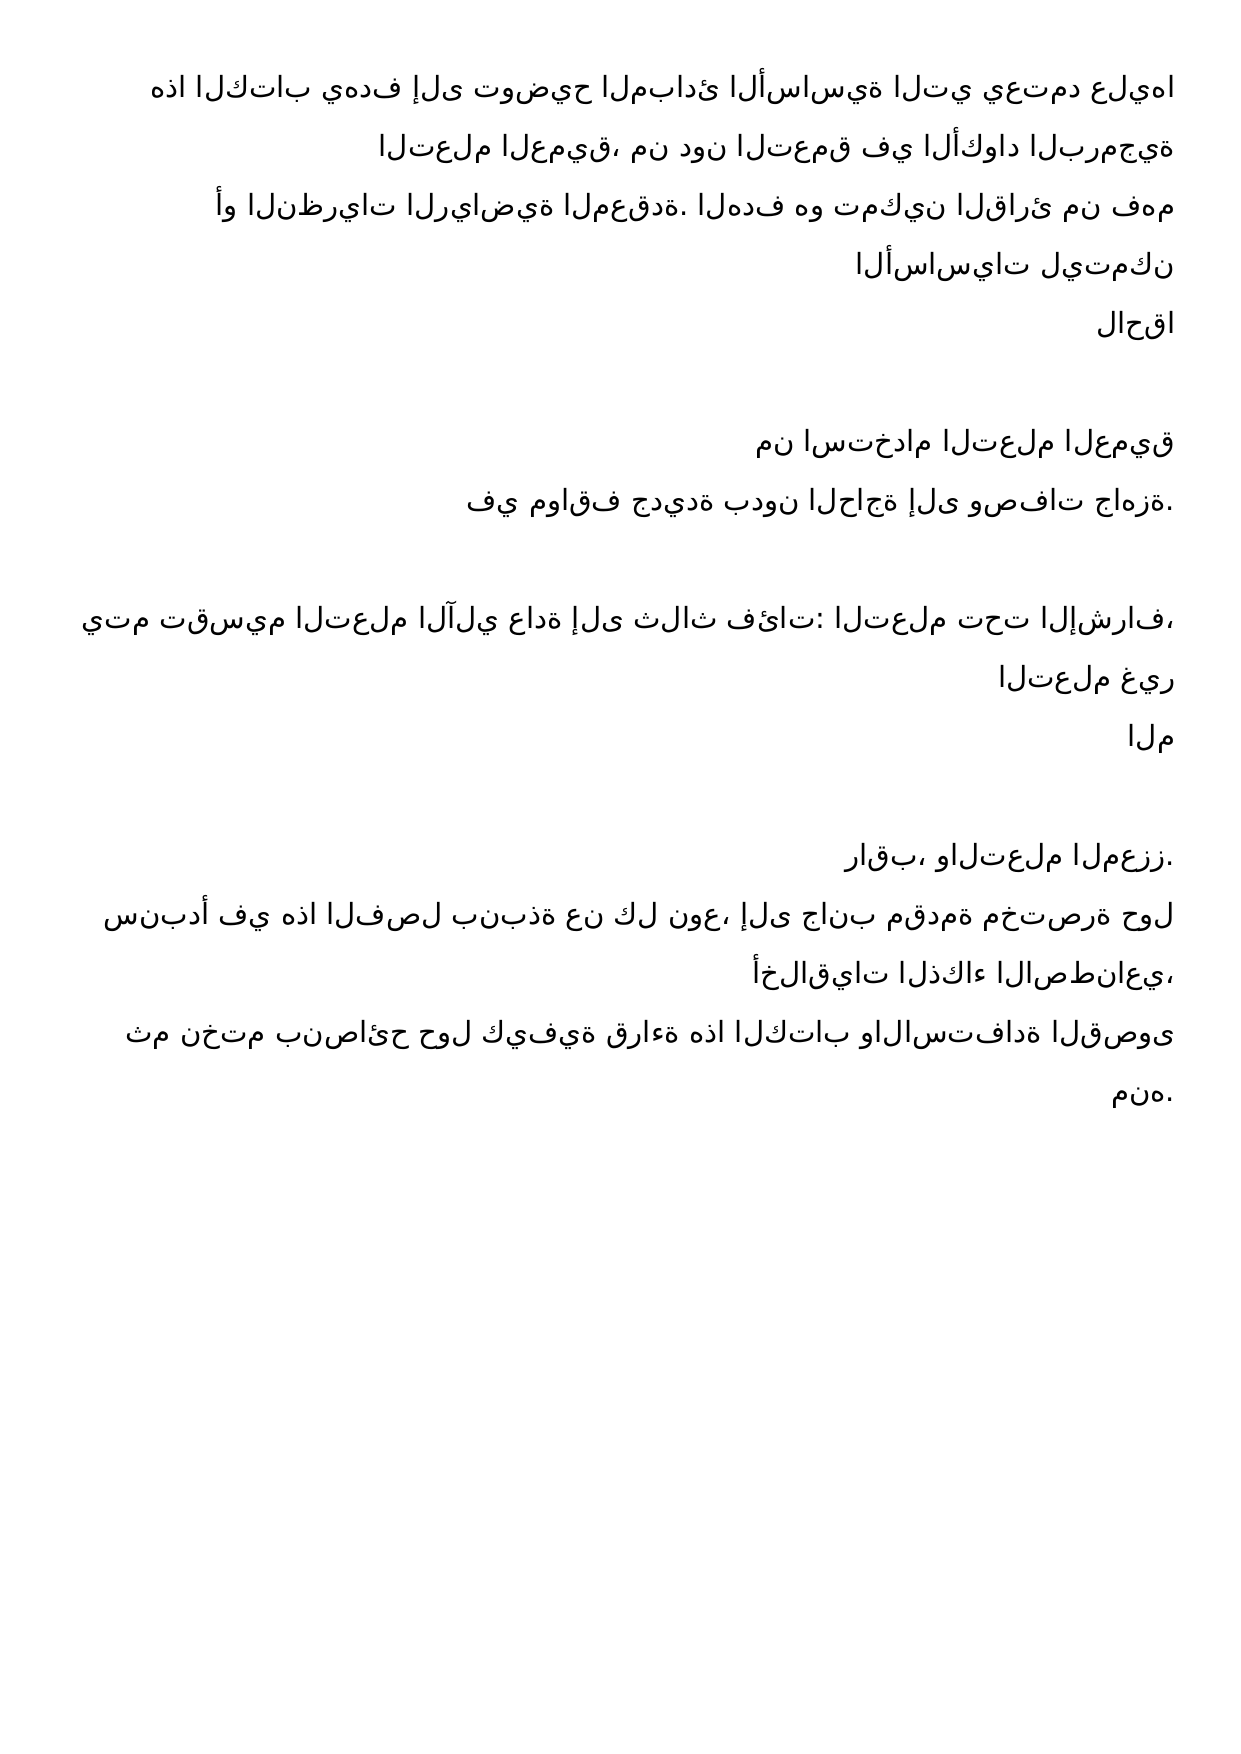 هذا الكتاب يهدف إلى توضيح المبادئ الأساسية التي يعتمد عليها
التعلم العميق، من دون التعمق في الأكواد البرمجية
أو النظريات الرياضية المعقدة. الهدف هو تمكين القارئ من فهم
الأساسيات ليتمكن
لاحقا
من استخدام التعلم العميق
في مواقف جديدة بدون الحاجة إلى وصفات جاهزة.
يتم تقسيم التعلم الآلي عادة إلى ثلاث فئات: التعلم تحت الإشراف،
التعلم غير
الم
راقب، والتعلم المعزز.
سنبدأ في هذا الفصل بنبذة عن كل نوع، إلى جانب مقدمة مختصرة حول
أخلاقيات الذكاء الاصطناعي،
ثم نختم بنصائح حول كيفية قراءة هذا الكتاب والاستفادة القصوى
منه.